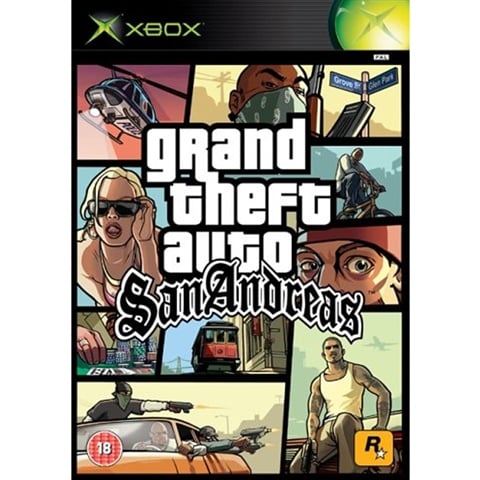 XBOX
PAL
Grove St
Glen Park
grand
theft
auto
San Andreas
18
R